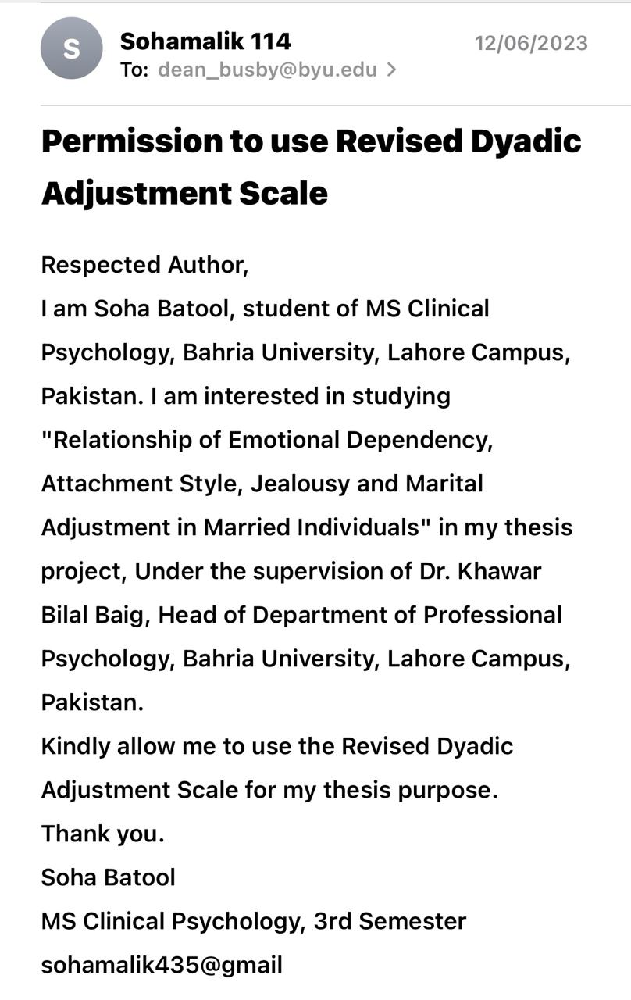 S
Sohamalik 114
12/06/2023
To: dean_busby@byu.edu >
Permission to use Revised Dyadic
Adjustment Scale
Respected Author,
I am Soha Batool, student of MS Clinical
Psychology, Bahria University, Lahore Campus,
Pakistan. I am interested in studying
"Relationship of Emotional Dependency,
Attachment Style, Jealousy and Marital
Adjustment in Married Individuals" in my thesis
project, Under the supervision of Dr. Khawar
Bilal Baig, Head of Department of Professional
Psychology, Bahria University, Lahore Campus,
Pakistan.
Kindly allow me to use the Revised Dyadic
Adjustment Scale for my thesis purpose.
Thank you.
Soha Batool
MS Clinical Psychology, 3rd Semester
sohamalik435@gmail